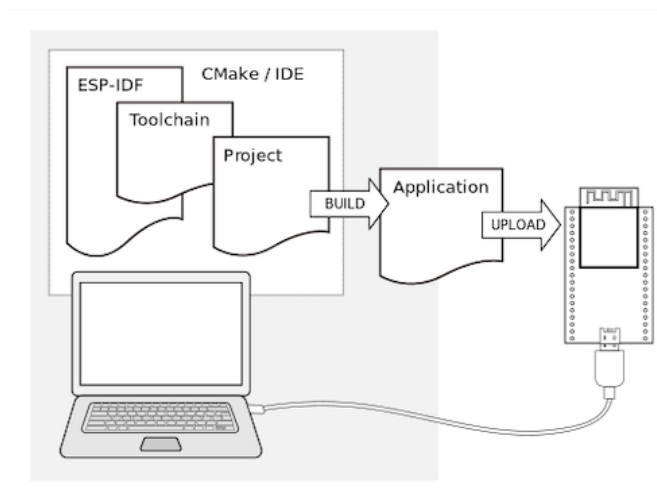 CMake / IDE
ESP-IDF
Toolchain
Project
BUILD
Application
UPLOAD